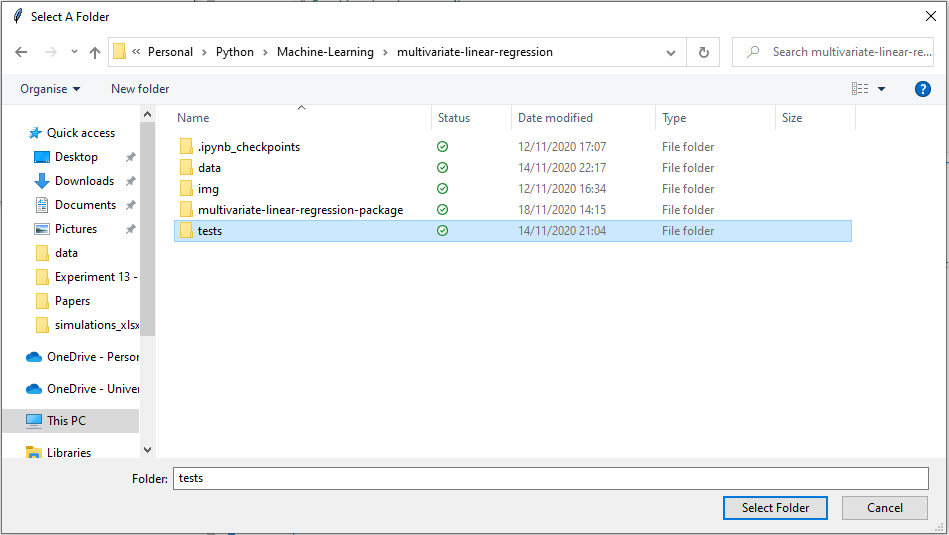 Select A Folder
« Personal > Python > Machine-Learning > multivariate-linear-regression
Search multivariate-linear-re...
Organise New folder
?
Name Status Date modified Type Size
.ipynb_checkpoints 12/11/2020 17:07 File folder
data 14/11/2020 22:17 File folder
img 12/11/2020 16:34 File folder
multivariate-linear-regression-package 18/11/2020 14:15 File folder
tests 14/11/2020 21:04 File folder
Quick access
Desktop
Downloads
Documents
Pictures
data
Experiment 13 -
Papers
simulations_xlsx
OneDrive - Person
OneDrive - Univer
This PC
Libraries
Folder: tests
Select Folder Cancel